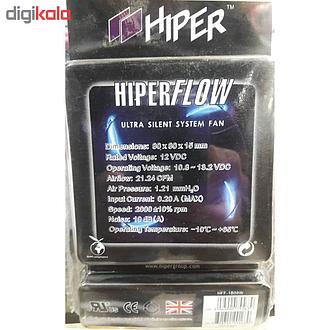 digikala
HIPER™
HIPERFLOW
ULTRA SILENT SYSTEM FAN
Dimensions: 80 x 80 x 15 mm
Rated Voltage: 12 VDC
Operating Voltage: 10.8 ~ 13.2 VDC
Airflow: 21.24 CFM
Air Pressure: 1.21 mmH₂O
Input Current: 0.20 A (MAX)
Speed: 2000 ±10% rpm
Noise: 10 dB(A)
Operating Temperature: -10°C ~ +65°C
www.hipergroup.com